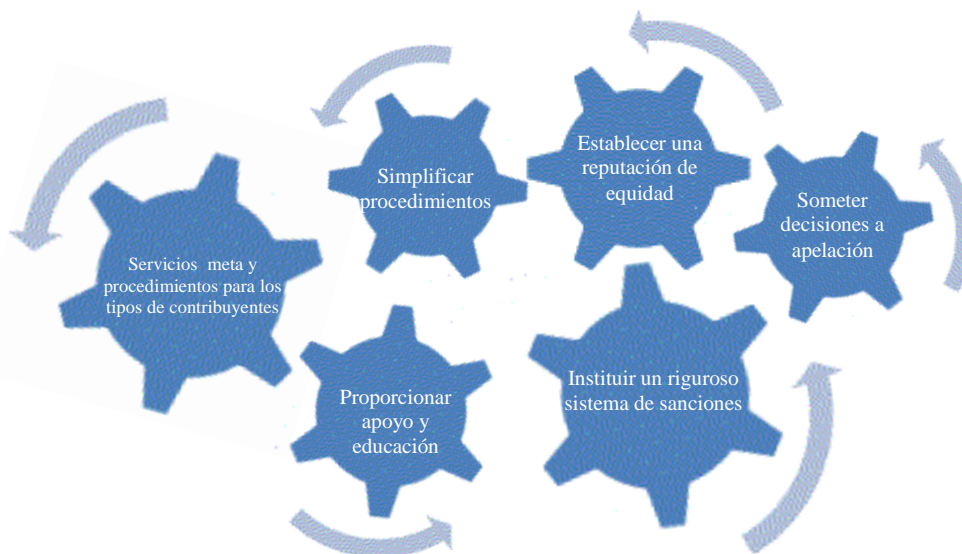 Servicios meta y
procedimientos para los
tipos de contribuyentes
Simplificar
procedimientos
Establecer una
reputación de
equidad
Someter
decisiones a
apelación
Proporcionar
apoyo y
educación
Instituir un riguroso
sistema de sanciones